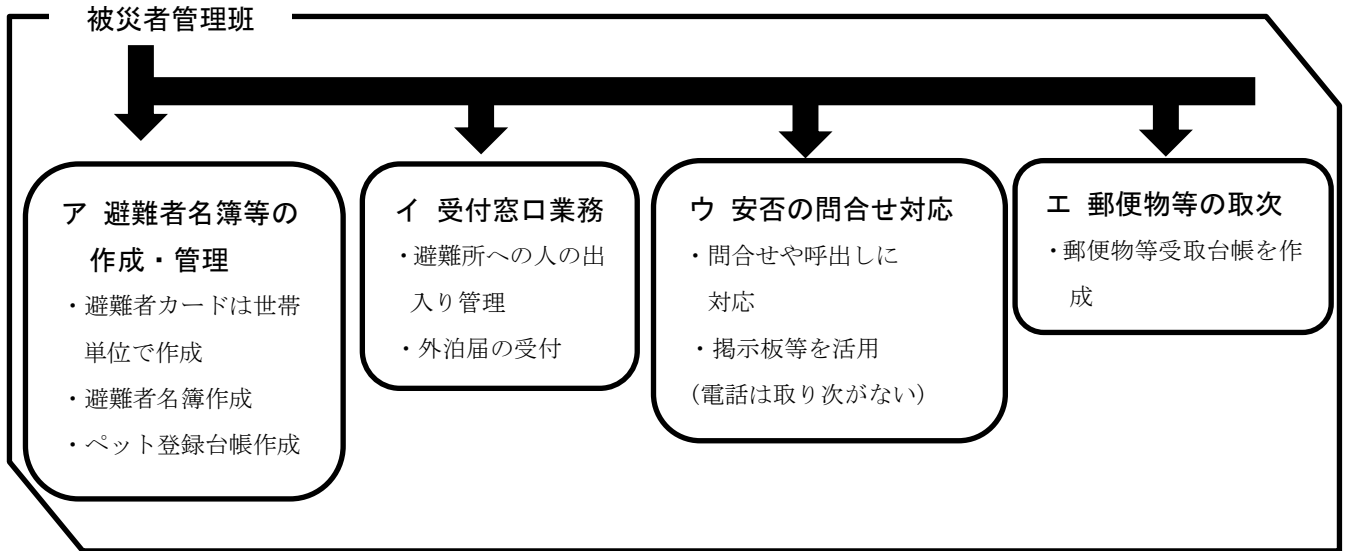 被災者管理班
ア 避難者名簿等の
作成・管理
・避難者カードは世帯
単位で作成
・避難者名簿作成
・ペット登録台帳作成
イ 受付窓口業務
・避難所への人の出
入り管理
・外泊届の受付
ウ 安否の問合せ対応
・問合せや呼出しに
対応
・掲示板等を活用
（電話は取り次がない）
エ 郵便物等の取次
・郵便物等受取台帳を作
成